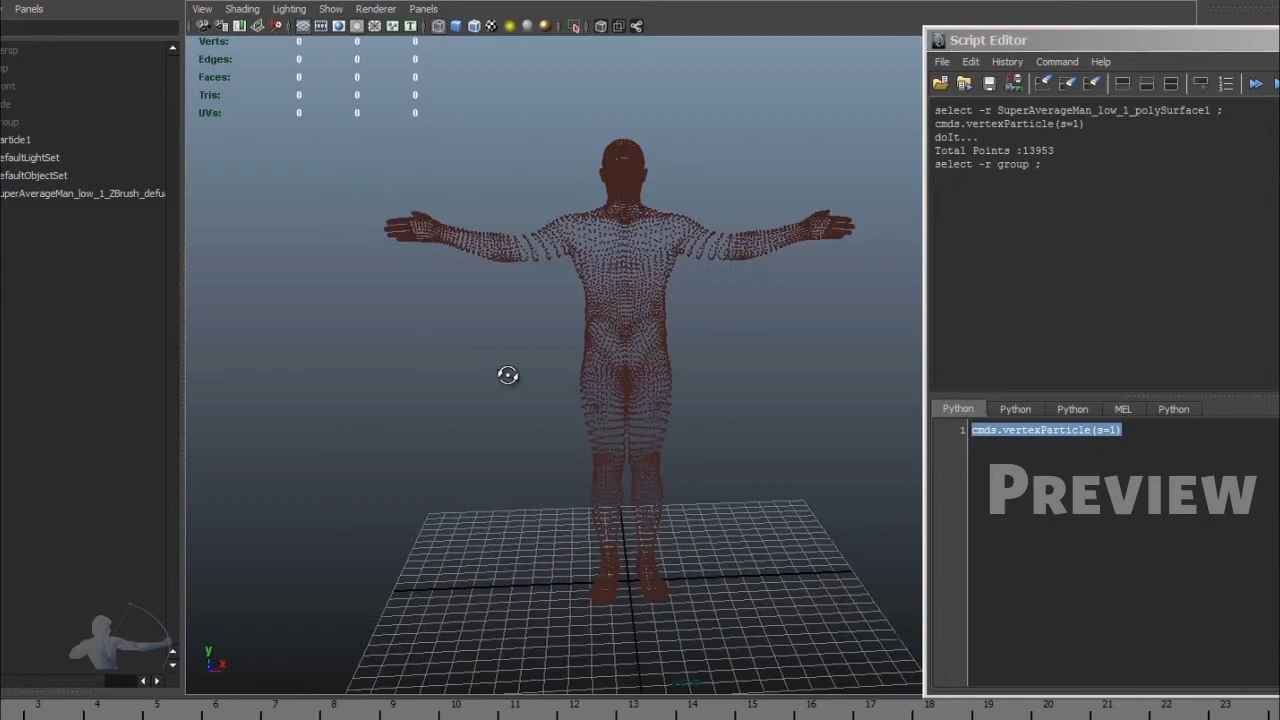 Panels
View Shading Lighting Show Renderer Panels
Script Editor
File Edit History Command Help
Verts: 0 0 0
Edges: 0 0 0
Faces: 0 0 0
Tris: 0 0 0
UVs: 0 0 0
select -r SuperAverageMan_low_1_polySurface1 ;
cmds.vertexParticle(s=1)
doIt...
Total Points :13953
select -r group ;
Python Python Python MEL Python
1 cmds.vertexParticle(s=1)
PREVIEW
y
x
3 4 5 6 7 8 9 10 11 12 13 14 15 16 17 18 19 20 21 22 23